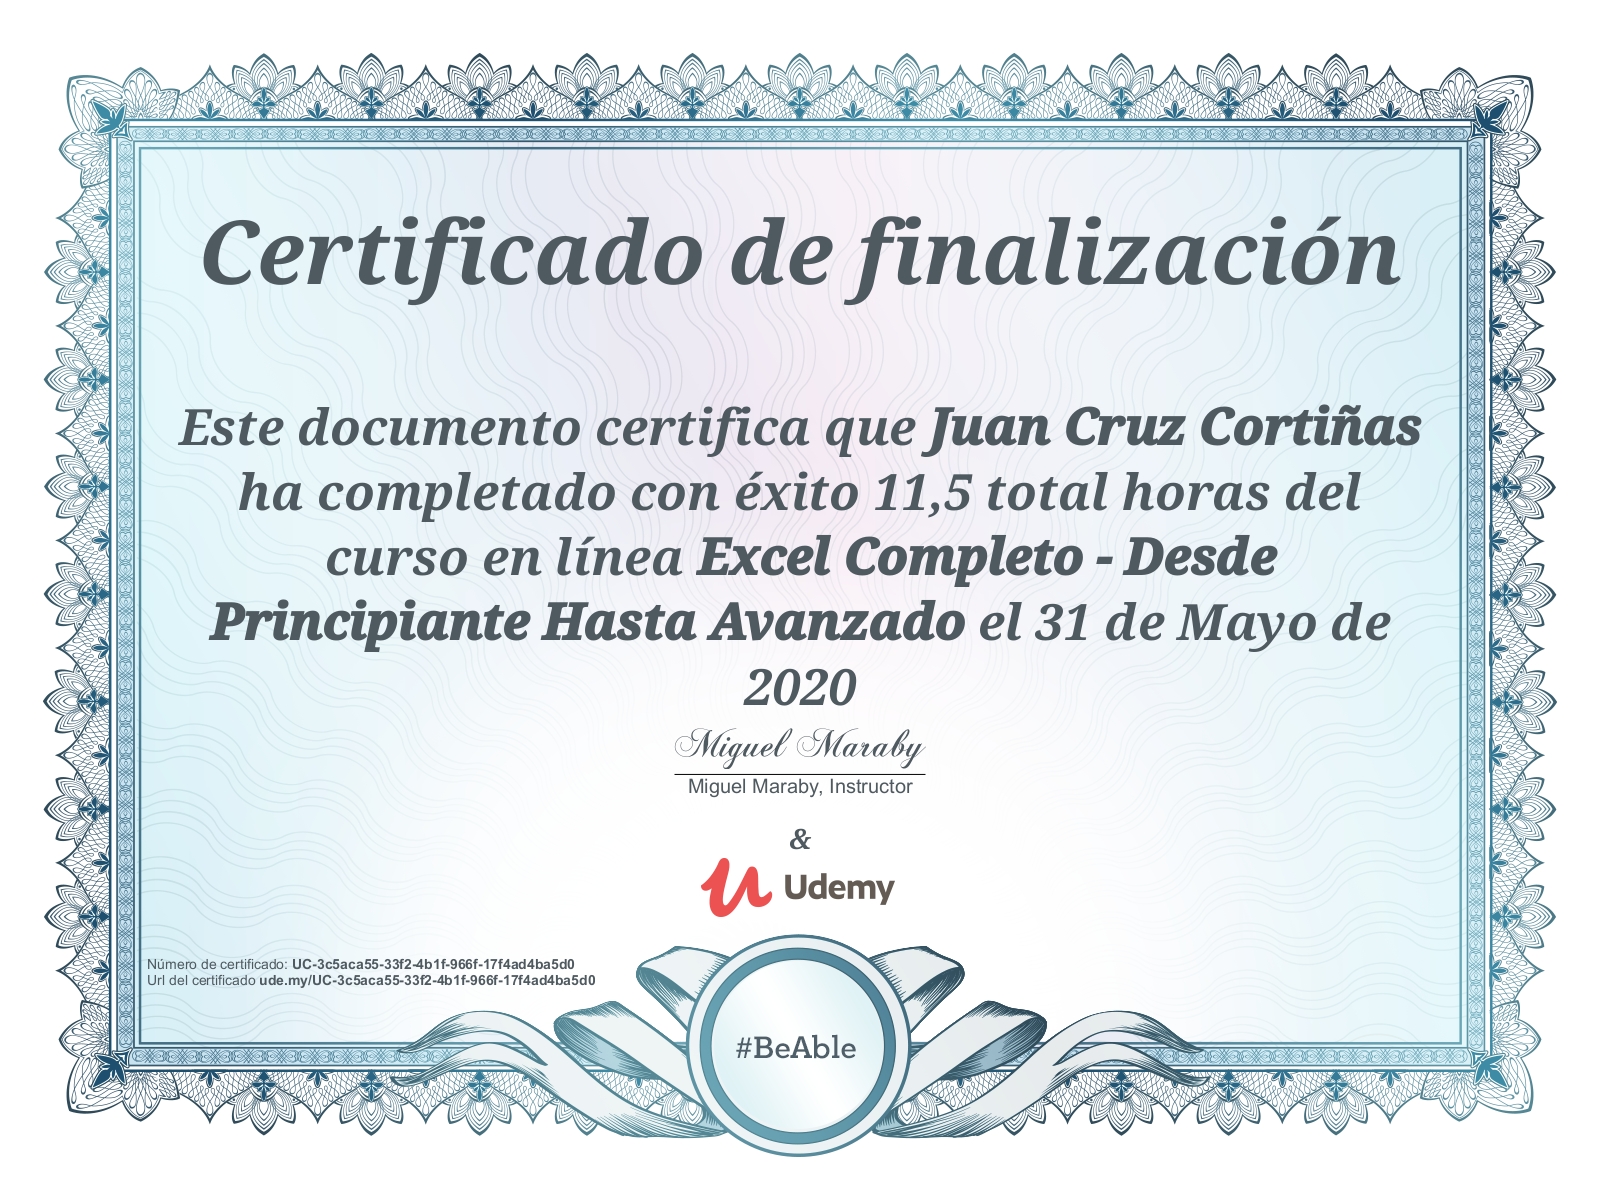 Certificado de finalización
Este documento certifica que Juan Cruz Cortiñas
ha completado con éxito 11,5 total horas del
curso en línea Excel Completo - Desde
Principiante Hasta Avanzado el 31 de Mayo de
2020
Miguel Maraby
Miguel Maraby, Instructor
&
Udemy
Número de certificado: UC-3c5aca55-33f2-4b1f-966f-17f4ad4ba5d0
Url del certificado ude.my/UC-3c5aca55-33f2-4b1f-966f-17f4ad4ba5d0
#BeAble